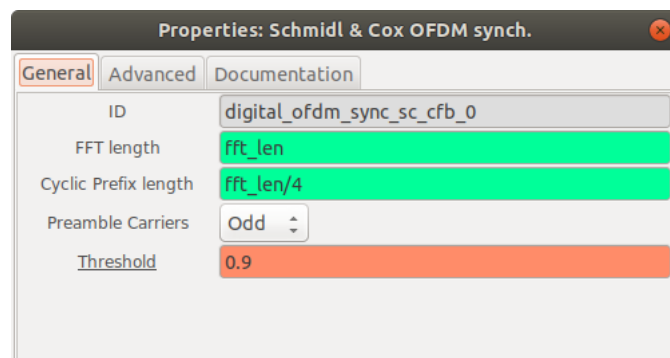 Properties: Schmidl & Cox OFDM synch.
General Advanced Documentation
ID digital_ofdm_sync_sc_cfb_0
FFT length fft_len
Cyclic Prefix length fft_len/4
Preamble Carriers Odd
Threshold 0.9